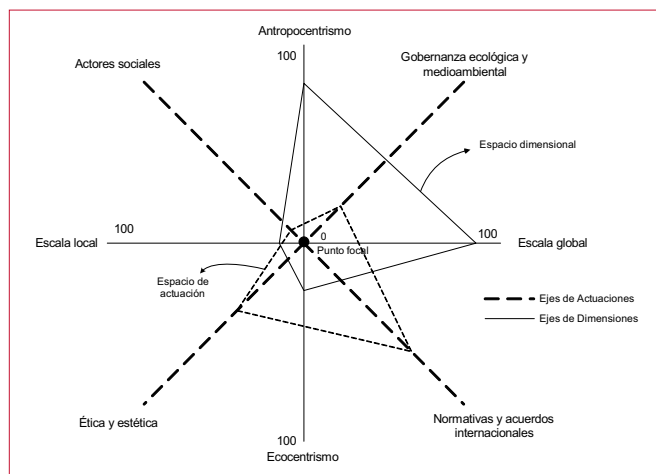 Antropocentrismo
100
Actores sociales
Gobernanza ecológica y
medioambiental
Espacio dimensional
100
0
100
Escala local
Escala global
Punto focal
Espacio de
actuación
Ejes de Actuaciones
Ejes de Dimensiones
Ética y estética
Normativas y acuerdos
internacionales
100
Ecocentrismo